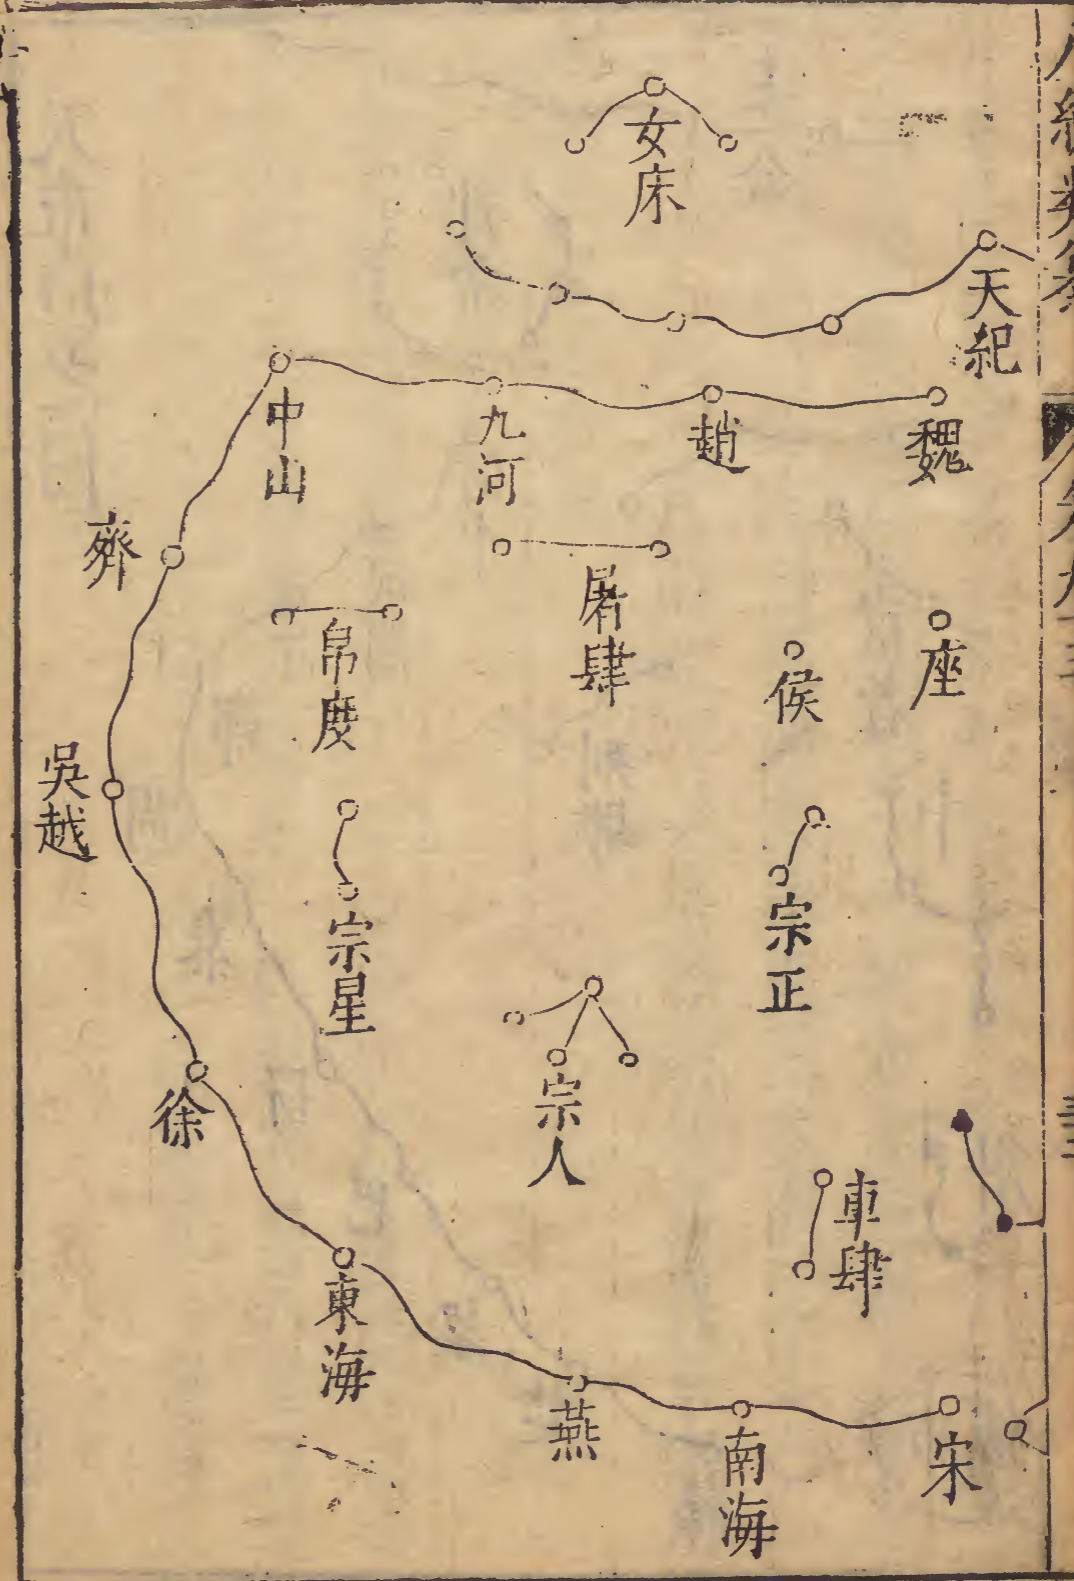 女床
天紀
魏
趙
九河
中山
齊
吳越
徐
東海
燕
南海
宋
座
侯
屠肆
帛度
宗正
宗人
宗星
車肆